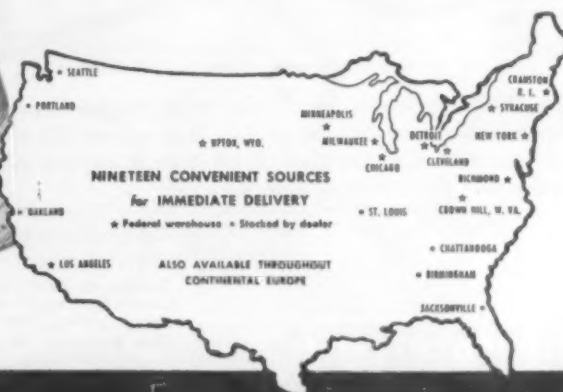 SEATTLE
PORTLAND
MINNEAPOLIS
UPTON, WYO.
MILWAUKEE
CHICAGO
DETROIT
CLEVELAND
CRANSTON
R. I.
SYRACUSE
NEW YORK
RICHMOND
NINETEEN CONVENIENT SOURCES
for IMMEDIATE DELIVERY
Federal warehouse Stocked by dealer
OAKLAND
ST. LOUIS
CROWN HILL, W. VA.
LOS ANGELES
ALSO AVAILABLE THROUGHOUT
CONTINENTAL EUROPE
CHATTANOOGA
BIRMINGHAM
JACKSONVILLE